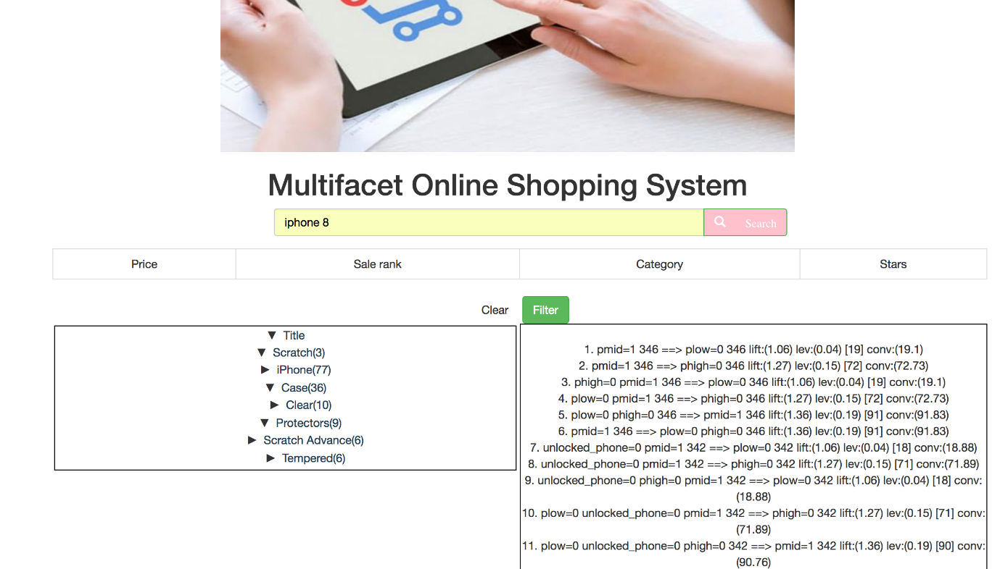 Multifacet Online Shopping System
iphone 8
Search
Price
Sale rank
Category
Stars
Clear
Filter
▼ Title
▼ Scratch(3)
► iPhone(77)
▼ Case(36)
► Clear(10)
▼ Protectors(9)
► Scratch Advance(6)
► Tempered(6)
1. pmid=1 346 ==> plow=0 346 lift:(1.06) lev:(0.04) [19] conv:(19.1)
2. pmid=1 346 ==> phigh=0 346 lift:(1.27) lev:(0.15) [72] conv:(72.73)
3. phigh=0 pmid=1 346 ==> plow=0 346 lift:(1.06) lev:(0.04) [19] conv:(19.1)
4. plow=0 pmid=1 346 ==> phigh=0 346 lift:(1.27) lev:(0.15) [72] conv:(72.73)
5. plow=0 phigh=0 346 ==> pmid=1 346 lift:(1.36) lev:(0.19) [91] conv:(91.83)
6. pmid=1 346 ==> plow=0 phigh=0 346 lift:(1.36) lev:(0.19) [91] conv:(91.83)
7. unlocked_phone=0 pmid=1 342 ==> plow=0 342 lift:(1.06) lev:(0.04) [18] conv:(18.88)
8. unlocked_phone=0 pmid=1 342 ==> phigh=0 342 lift:(1.27) lev:(0.15) [71] conv:(71.89)
9. unlocked_phone=0 phigh=0 pmid=1 342 ==> plow=0 342 lift:(1.06) lev:(0.04) [18] conv:
(18.88)
10. plow=0 unlocked_phone=0 pmid=1 342 ==> phigh=0 342 lift:(1.27) lev:(0.15) [71] conv:
(71.89)
11. plow=0 unlocked_phone=0 phigh=0 342 ==> pmid=1 342 lift:(1.36) lev:(0.19) [90] conv:
(90.76)